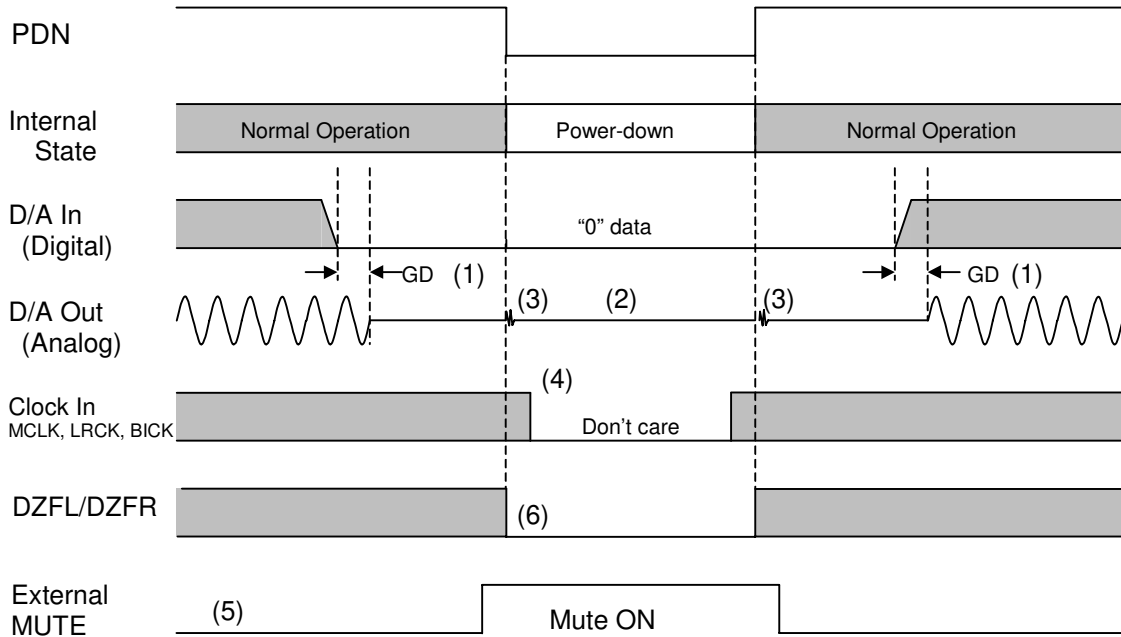 PDN
Internal
State
Normal Operation
Power-down
Normal Operation
D/A In
(Digital)
“0” data
GD (1)
GD (1)
D/A Out
(Analog)
(3)
(2)
(3)
Clock In
MCLK, LRCK, BICK
(4)
Don’t care
DZFL/DZFR
(6)
External
MUTE
(5)
Mute ON